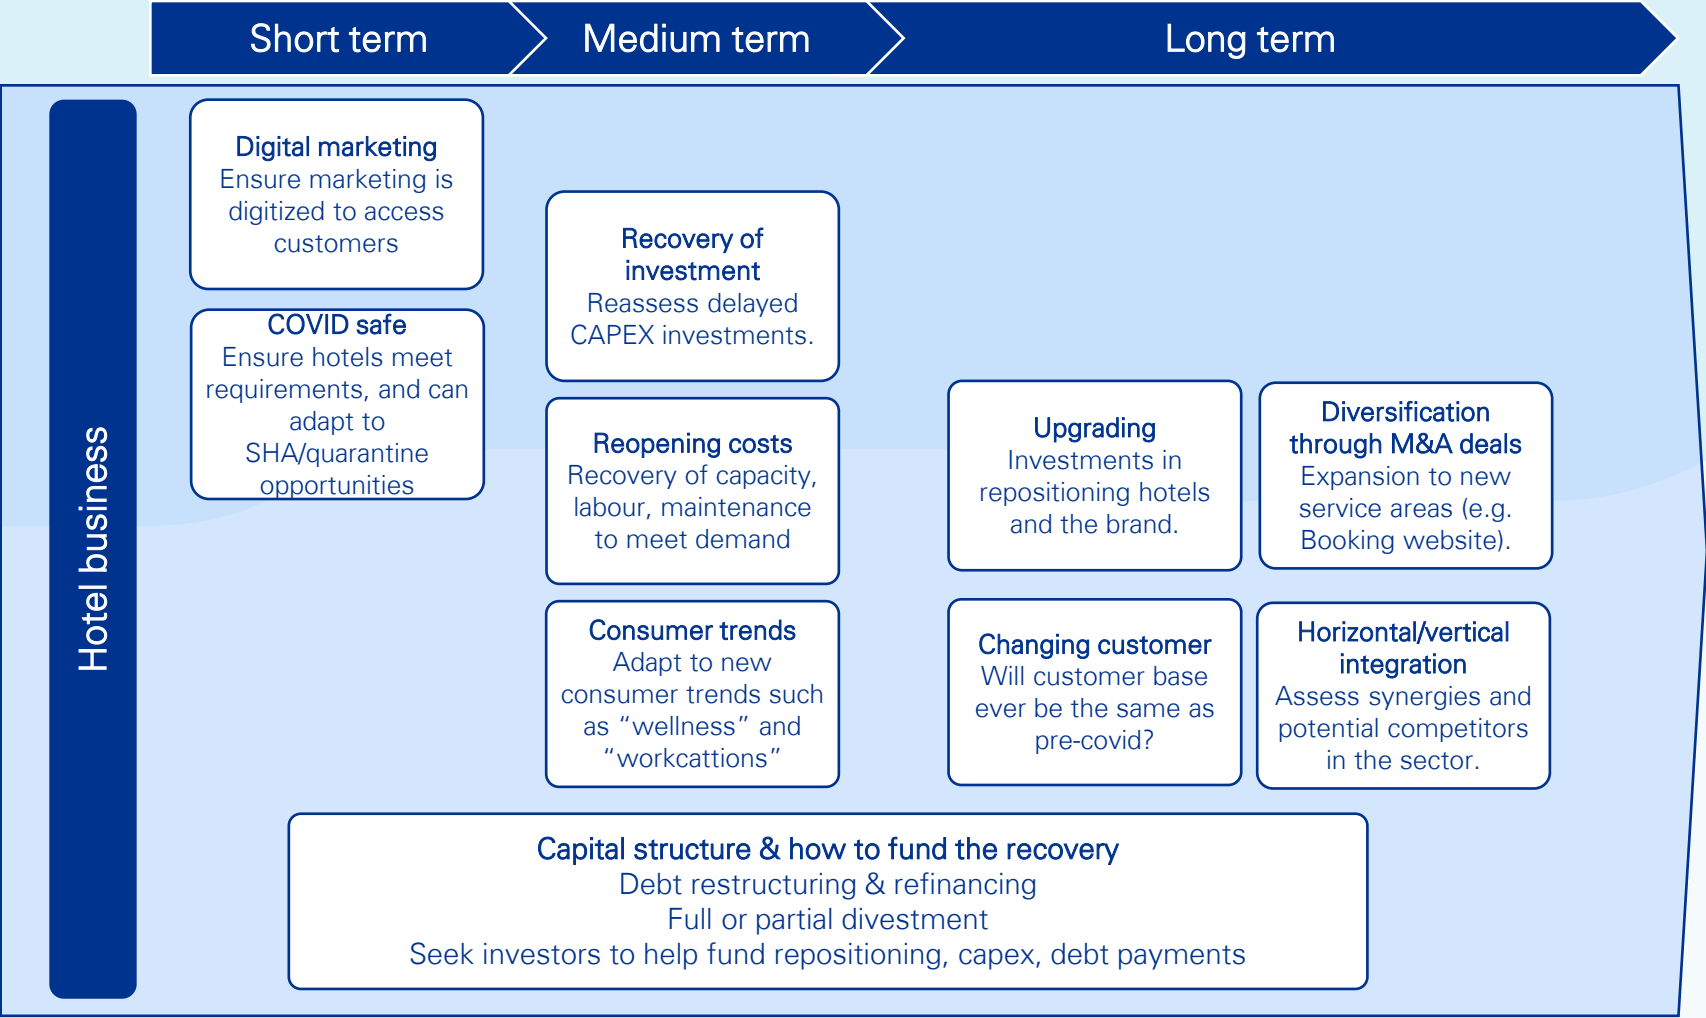 Short term
Medium term
Long term
Hotel business
Digital marketing
Ensure marketing is
digitized to access
customers
COVID safe
Ensure hotels meet
requirements, and can
adapt to
SHA/quarantine
opportunities
Recovery of
investment
Reassess delayed
CAPEX investments.
Reopening costs
Recovery of capacity,
labour, maintenance
to meet demand
Consumer trends
Adapt to new
consumer trends such
as “wellness” and
“workcattions”
Upgrading
Investments in
repositioning hotels
and the brand.
Diversification
through M&A deals
Expansion to new
service areas (e.g.
Booking website).
Changing customer
Will customer base
ever be the same as
pre-covid?
Horizontal/vertical
integration
Assess synergies and
potential competitors
in the sector.
Capital structure & how to fund the recovery
Debt restructuring & refinancing
Full or partial divestment
Seek investors to help fund repositioning, capex, debt payments